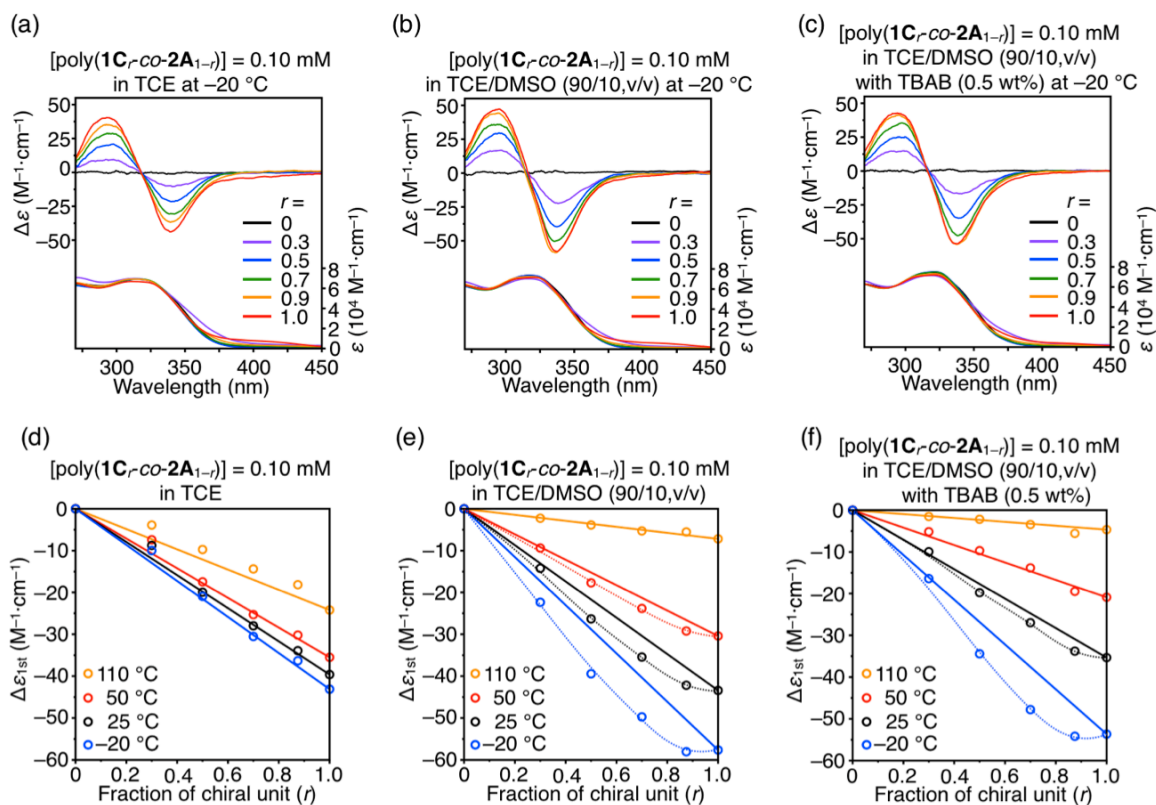 (a)
[poly(1Cr-co-2A1–r)] = 0.10 mM
in TCE at –20 °C
50
25
0
–25
–50
Δε (M–1·cm–1)
r =
0
0.3
0.5
0.7
0.9
1.0
8
6
4
2
0
ε (10⁴ M–1·cm–1)
300
350
400
450
Wavelength (nm)
(b)
[poly(1Cr-co-2A1–r)] = 0.10 mM
in TCE/DMSO (90/10,v/v) at –20 °C
50
25
0
–25
–50
Δε (M–1·cm–1)
r =
0
0.3
0.5
0.7
0.9
1.0
8
6
4
2
0
ε (10⁴ M–1·cm–1)
300
350
400
450
Wavelength (nm)
(c)
[poly(1Cr-co-2A1–r)] = 0.10 mM
in TCE/DMSO (90/10,v/v)
with TBAB (0.5 wt%) at –20 °C
50
25
0
–25
–50
Δε (M–1·cm–1)
r =
0
0.3
0.5
0.7
0.9
1.0
8
6
4
2
0
ε (10⁴ M–1·cm–1)
300
350
400
450
Wavelength (nm)
(d)
[poly(1Cr-co-2A1–r)] = 0.10 mM
in TCE
0
–10
–20
–30
–40
–50
–60
Δε1st (M–1·cm–1)
110 °C
50 °C
25 °C
–20 °C
0
0.2
0.4
0.6
0.8
1.0
Fraction of chiral unit (r)
(e)
[poly(1Cr-co-2A1–r)] = 0.10 mM
in TCE/DMSO (90/10,v/v)
0
–10
–20
–30
–40
–50
–60
Δε1st (M–1·cm–1)
110 °C
50 °C
25 °C
–20 °C
0
0.2
0.4
0.6
0.8
1.0
Fraction of chiral unit (r)
(f)
[poly(1Cr-co-2A1–r)] = 0.10 mM
in TCE/DMSO (90/10,v/v)
with TBAB (0.5 wt%)
0
–10
–20
–30
–40
–50
–60
Δε1st (M–1·cm–1)
110 °C
50 °C
25 °C
–20 °C
0
0.2
0.4
0.6
0.8
1.0
Fraction of chiral unit (r)